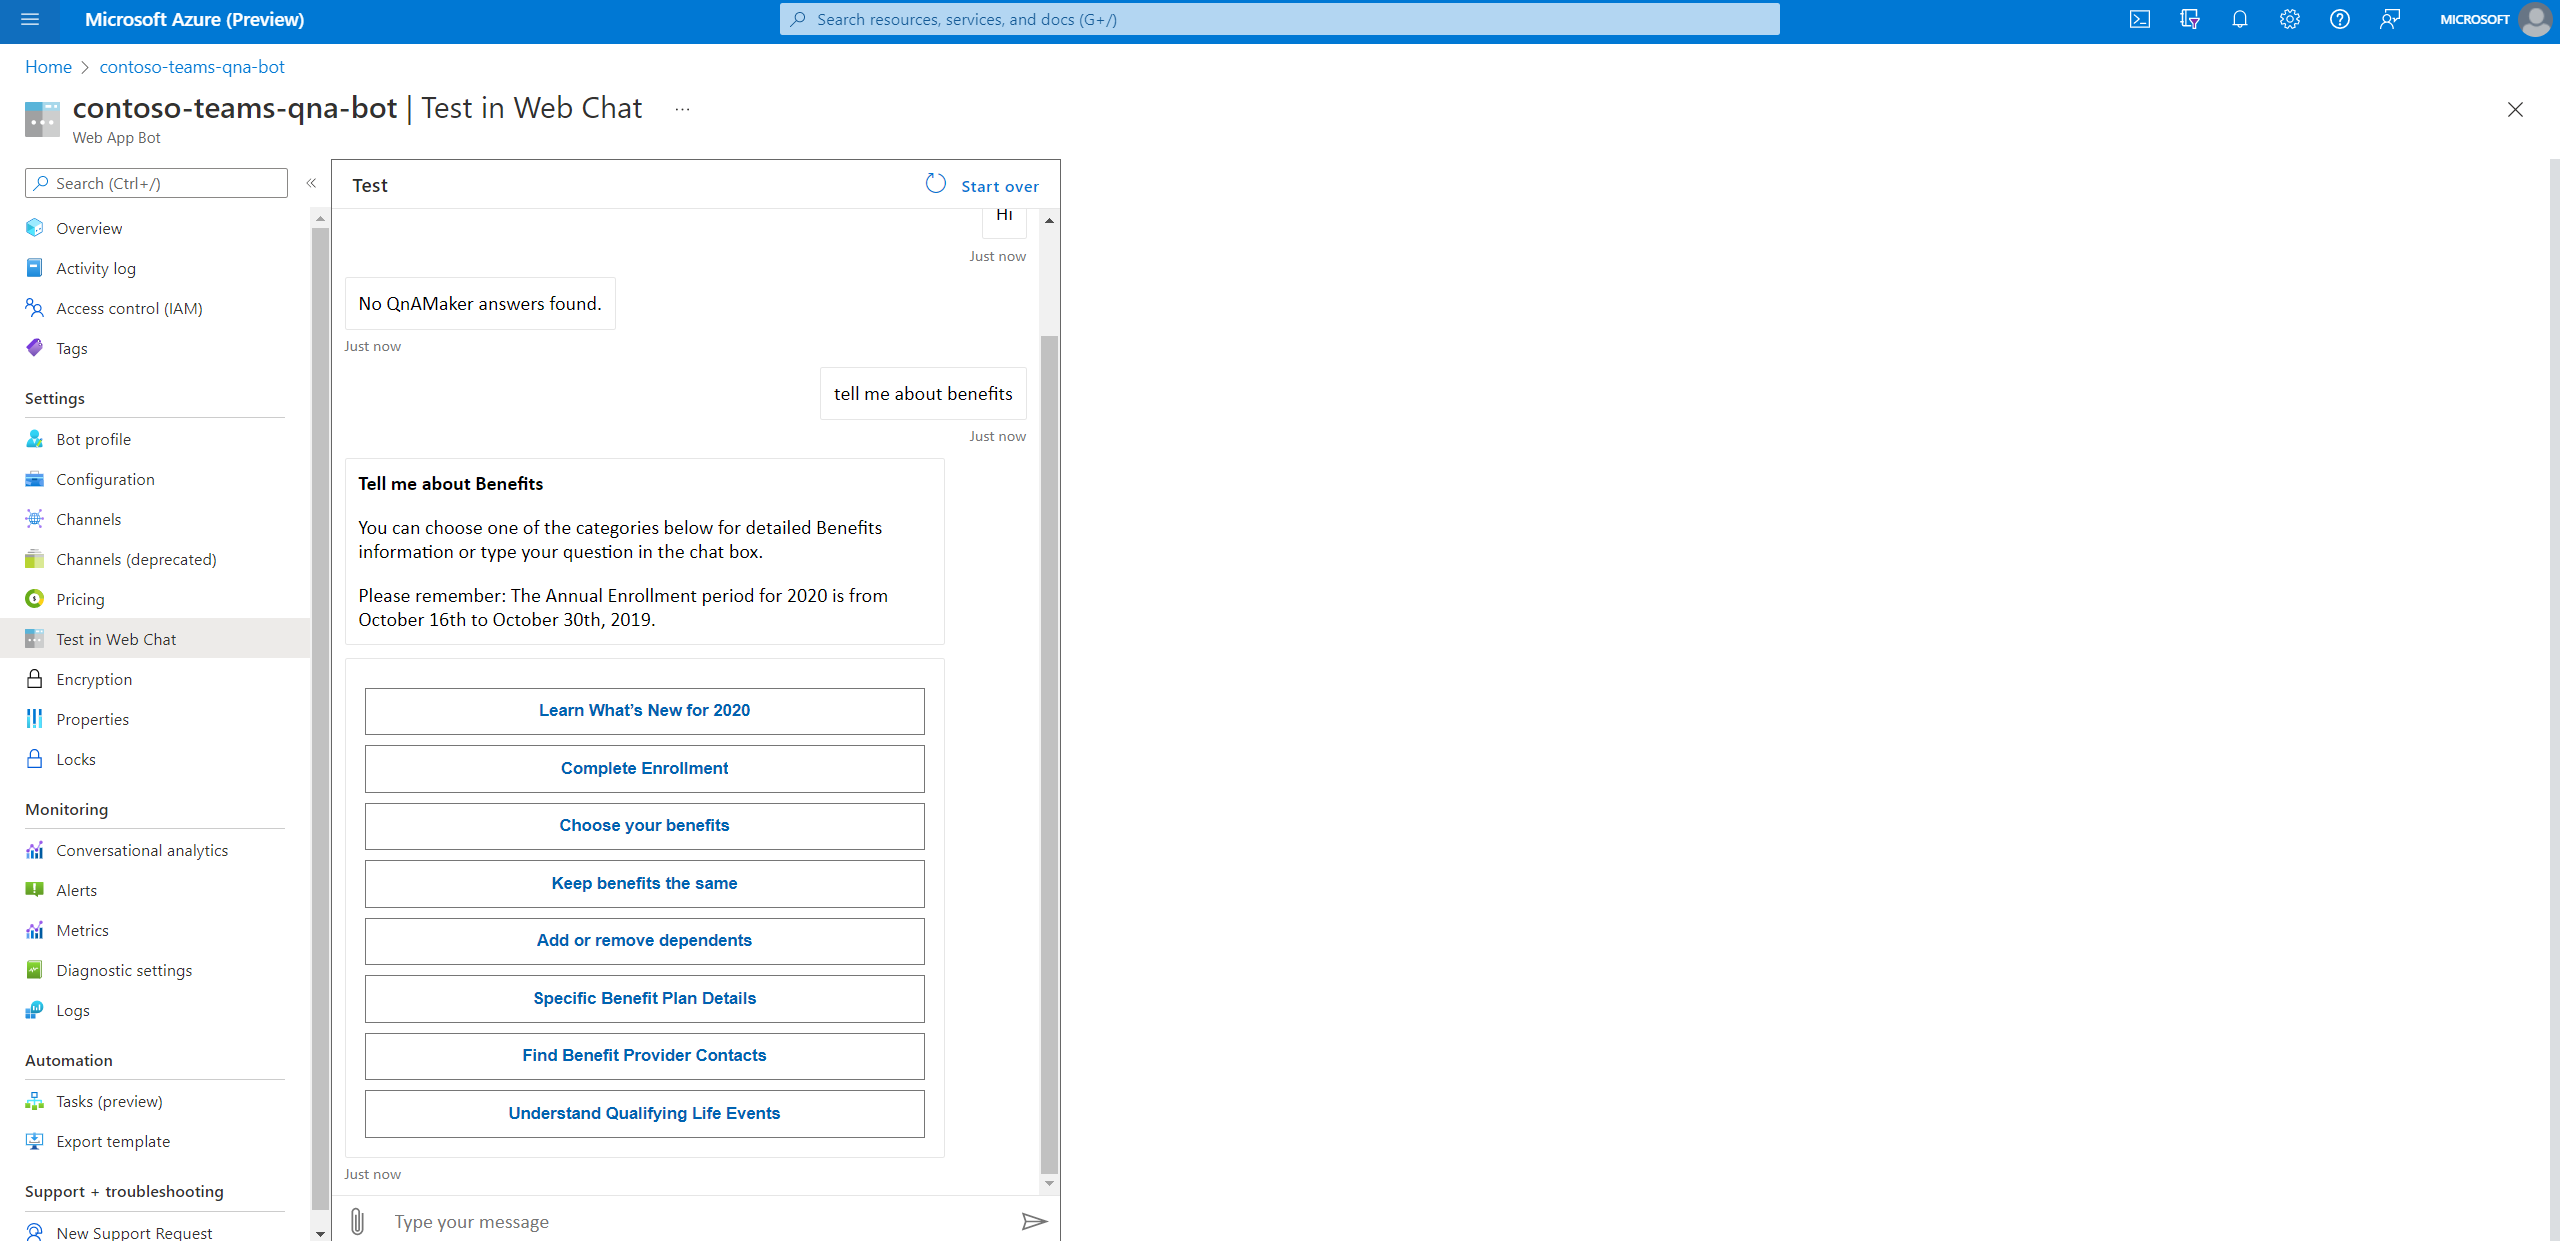 Microsoft Azure (Preview)
Search resources, services, and docs (G+/)
MICROSOFT
Home > contoso-teams-qna-bot
contoso-teams-qna-bot | Test in Web Chat ...
Web App Bot
Search (Ctrl+/)
«
Overview
Activity log
Access control (IAM)
Tags
Settings
Bot profile
Configuration
Channels
Channels (deprecated)
Pricing
Test in Web Chat
Encryption
Properties
Locks
Monitoring
Conversational analytics
Alerts
Metrics
Diagnostic settings
Logs
Automation
Tasks (preview)
Export template
Support + troubleshooting
New Support Request
Test
Start over
Hi
Just now
No QnAMaker answers found.
Just now
tell me about benefits
Just now
Tell me about Benefits
You can choose one of the categories below for detailed Benefits
information or type your question in the chat box.
Please remember: The Annual Enrollment period for 2020 is from
October 16th to October 30th, 2019.
Learn What's New for 2020
Complete Enrollment
Choose your benefits
Keep benefits the same
Add or remove dependents
Specific Benefit Plan Details
Find Benefit Provider Contacts
Understand Qualifying Life Events
Just now
Type your message